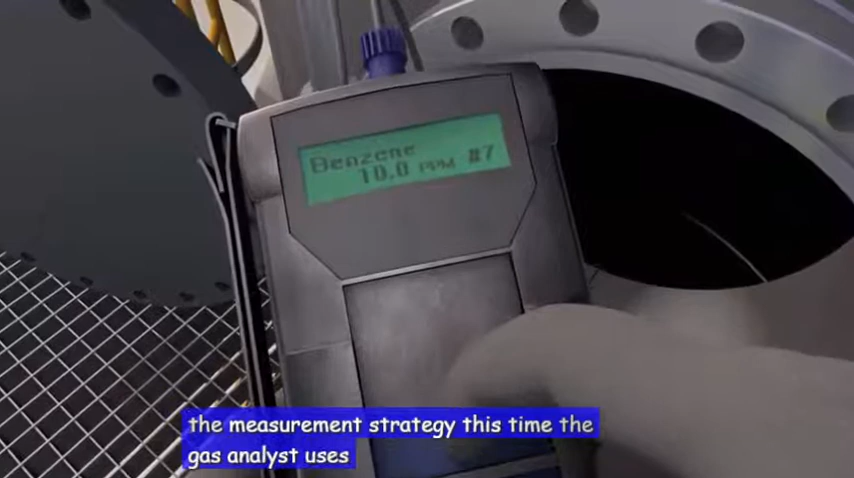 Benzene
10.0 PPM #7
the measurement strategy this time the
gas analyst uses